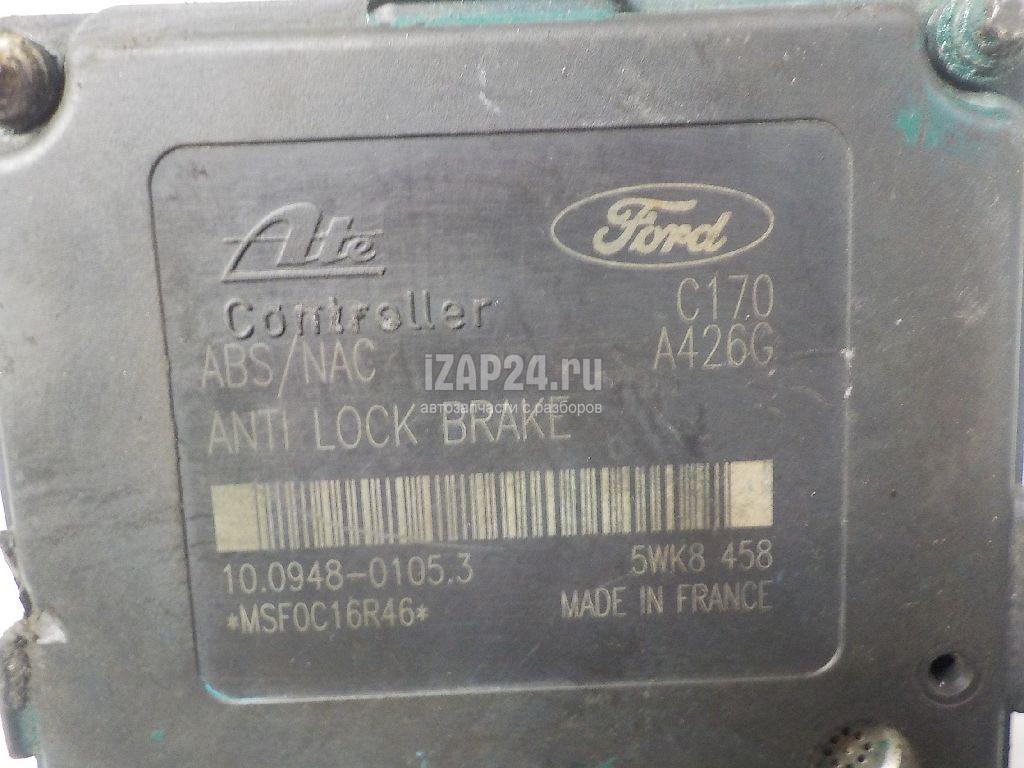 Ate
Ford
Controller
C170
ABS/NAC
A426G
iZAP24.ru
автозапчасти с разборов
ANTI LOCK BRAKE
10.0948-0105.3
5WK8 458
*MSF0C16R46*
MADE IN FRANCE